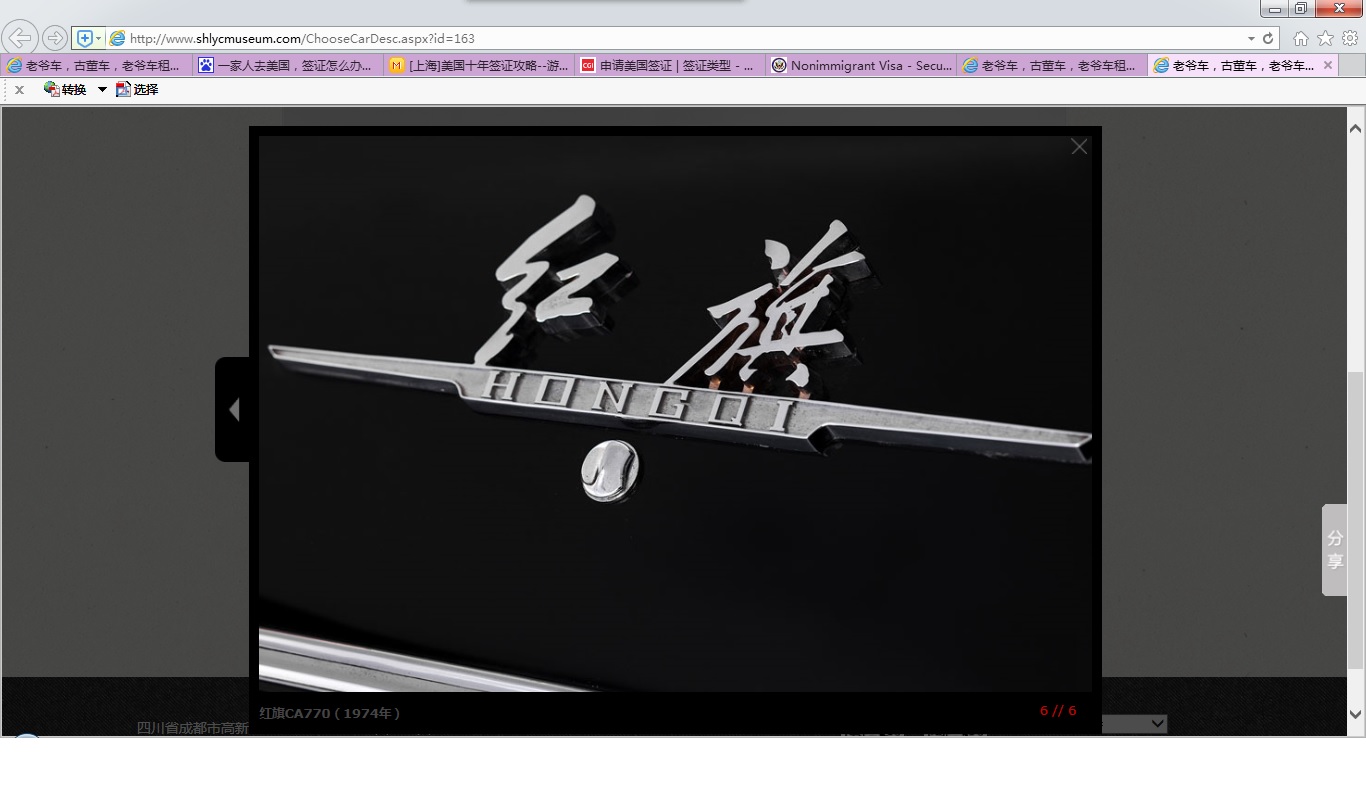 http://www.shlycmuseum.com/ChooseCarDesc.aspx?id=163
老爷车，古董车，老爷车租...
一家人去美国，签证怎么办...
[上海]美国十年签证攻略--游...
申请美国签证 | 签证类型 - ...
Nonimmigrant Visa - Secu...
老爷车，古董车，老爷车租...
老爷车，古董车，老爷车...
转换
选择
红旗
HONGQI
分享
红旗CA770（1974年）
6 // 6
四川省成都市高新